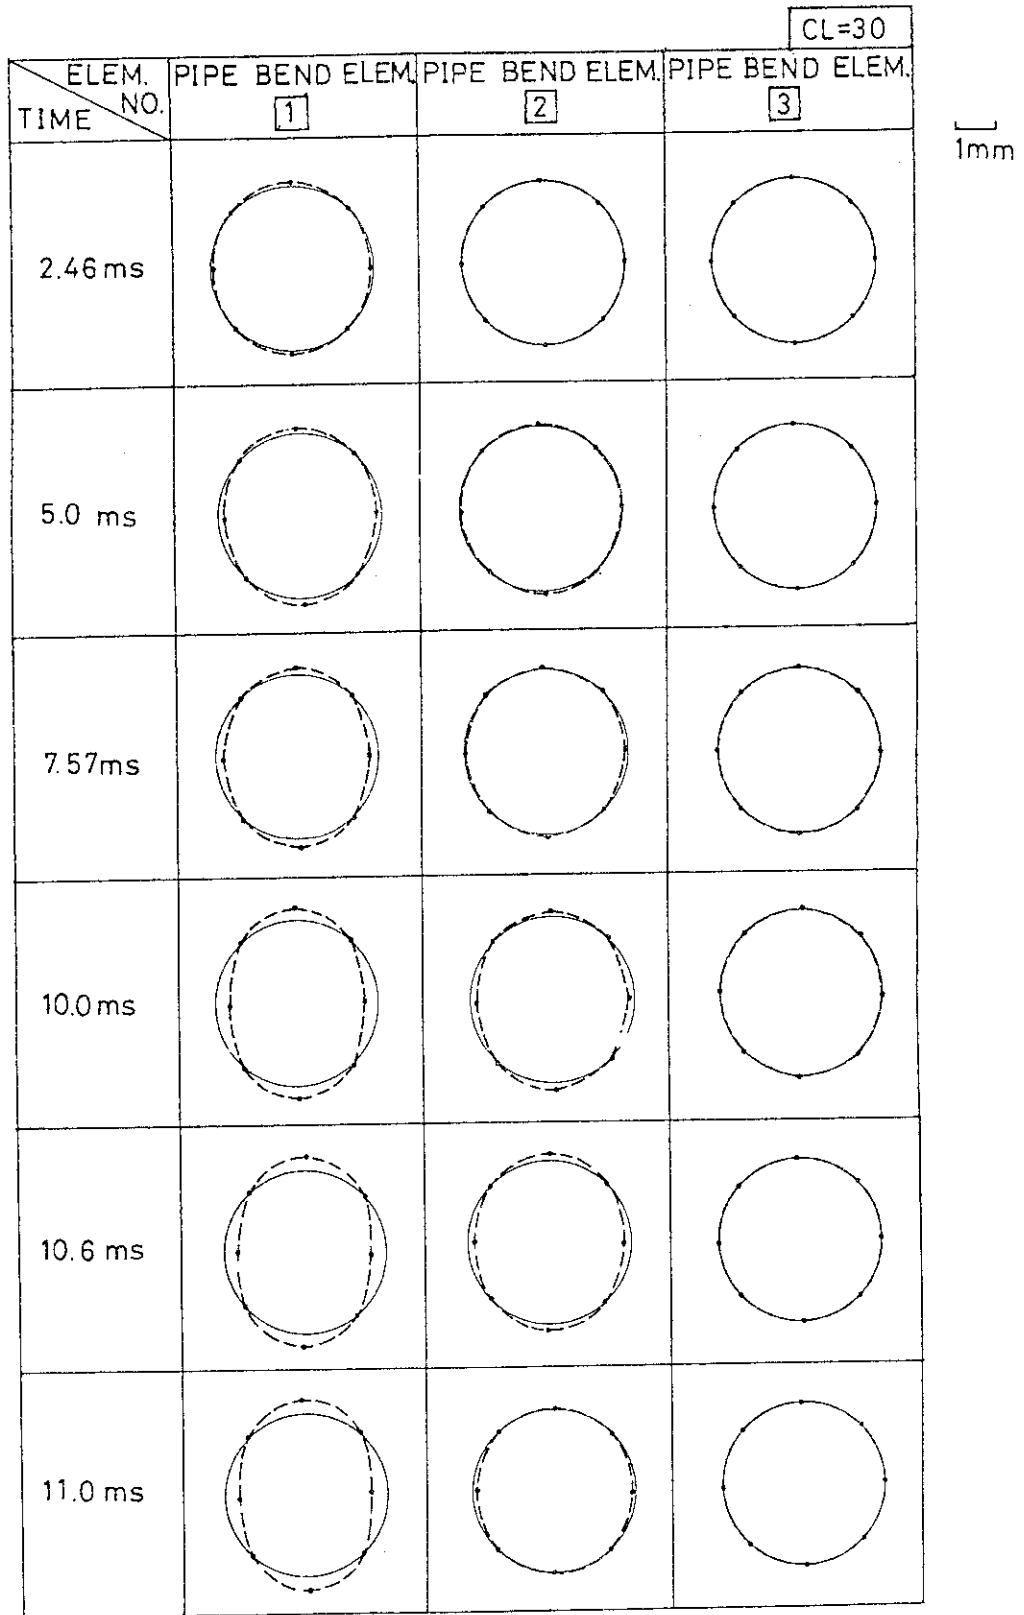 CL=30
ELEM. NO.
TIME
PIPE BEND ELEM. 1
PIPE BEND ELEM. 2
PIPE BEND ELEM. 3
1mm
2.46 ms
5.0 ms
7.57ms
10.0 ms
10.6 ms
11.0 ms